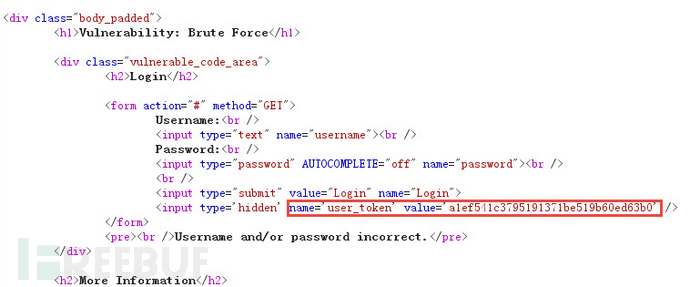 <div class="body_padded">
<h1>Vulnerability: Brute Force</h1>
<div class="vulnerable_code_area">
<h2>Login</h2>
<form action="#" method="GET">
Username:<br />
<input type="text" name="username"><br />
Password:<br />
<input type="password" AUTOCOMPLETE="off" name="password"><br />
<br />
<input type="submit" value="Login" name="Login">
<input type='hidden' name='user_token' value='a1ef541c3795191371be519b60ed63b0' />
</form>
<pre><br />Username and/or password incorrect.</pre>
</div>
<h2>More Information</h2>
FREEBUF